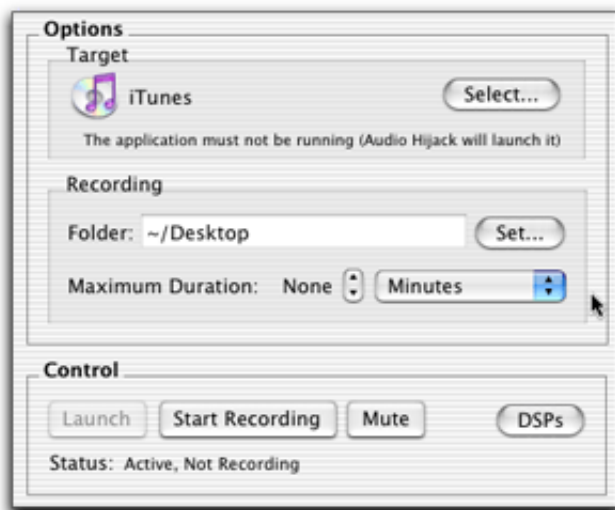 Options
Target
iTunes Select...
The application must not be running (Audio Hijack will launch it)
Recording
Folder: ~/Desktop Set...
Maximum Duration: None Minutes
Control
Launch Start Recording Mute DSPs
Status: Active, Not Recording